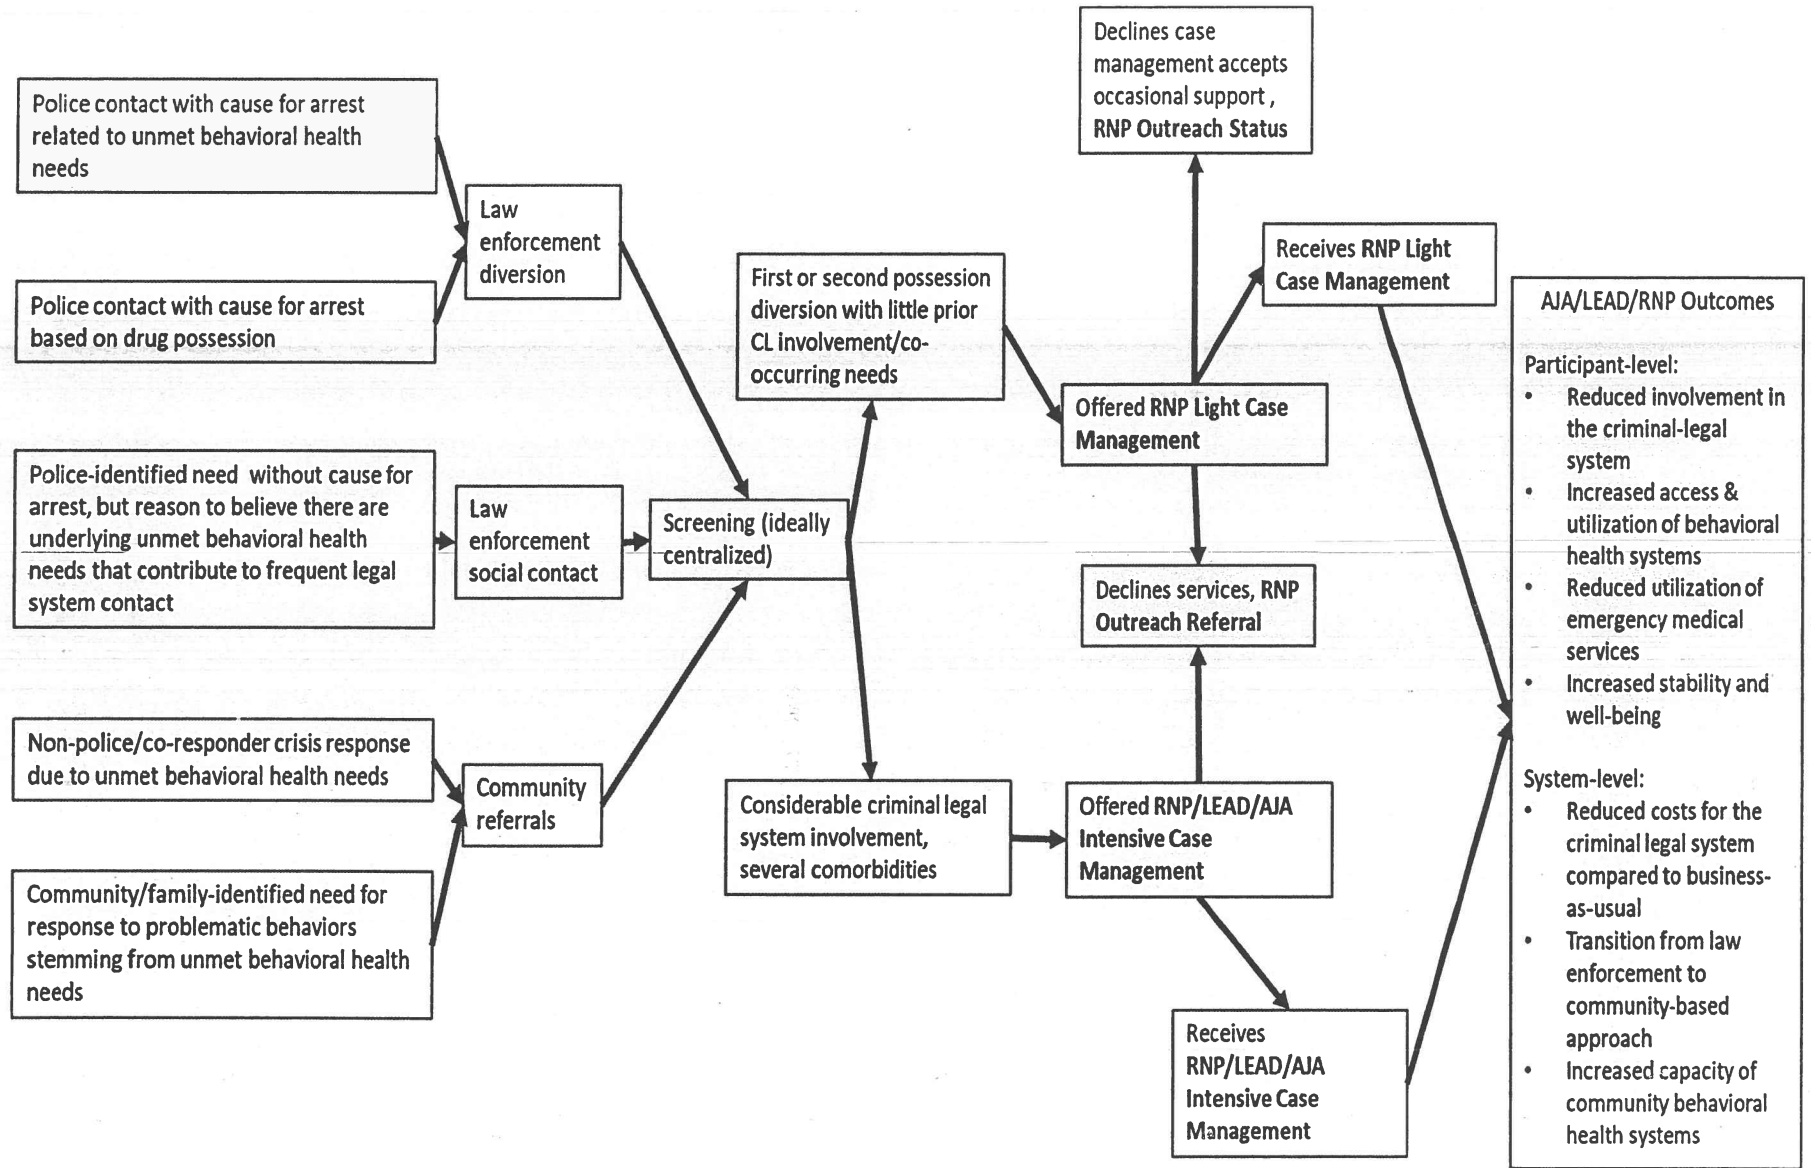 Police contact with cause for arrest
related to unmet behavioral health
needs
Police contact with cause for arrest
based on drug possession
Law
enforcement
diversion
Police-identified need without cause for
arrest, but reason to believe there are
underlying unmet behavioral health
needs that contribute to frequent legal
system contact
Law
enforcement
social contact
Non-police/co-responder crisis response
due to unmet behavioral health needs
Community/family-identified need for
response to problematic behaviors
stemming from unmet behavioral health
needs
Community
referrals
Screening (ideally
centralized)
First or second possession
diversion with little prior
CL involvement/co-
occurring needs
Considerable criminal legal
system involvement,
several comorbidities
Declines case
management accepts
occasional support ,
RNP Outreach Status
Offered RNP Light Case
Management
Receives RNP Light
Case Management
Declines services, RNP
Outreach Referral
Offered RNP/LEAD/AJA
Intensive Case
Management
Receives
RNP/LEAD/AJA
Intensive Case
Management
AJA/LEAD/RNP Outcomes
Participant-level:
• Reduced involvement in
the criminal-legal
system
• Increased access &
utilization of behavioral
health systems
• Reduced utilization of
emergency medical
services
• Increased stability and
well-being
System-level:
• Reduced costs for the
criminal legal system
compared to business-
as-usual
• Transition from law
enforcement to
community-based
approach
• Increased capacity of
community behavioral
health systems